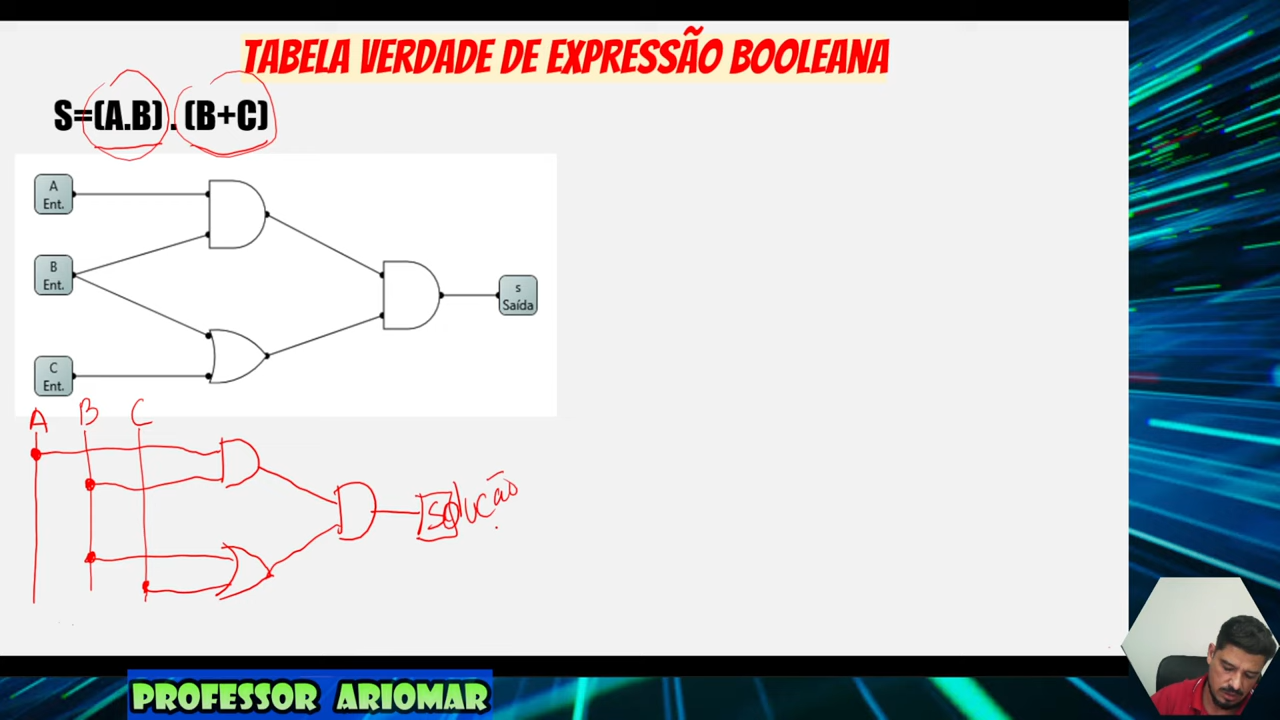 TABELA VERDADE DE EXPRESSÃO BOOLEANA
S=(A.B) . (B+C)
A
Ent.
B
Ent.
s
Saída
C
Ent.
A B C
Solução
PROFESSOR ARIOMAR